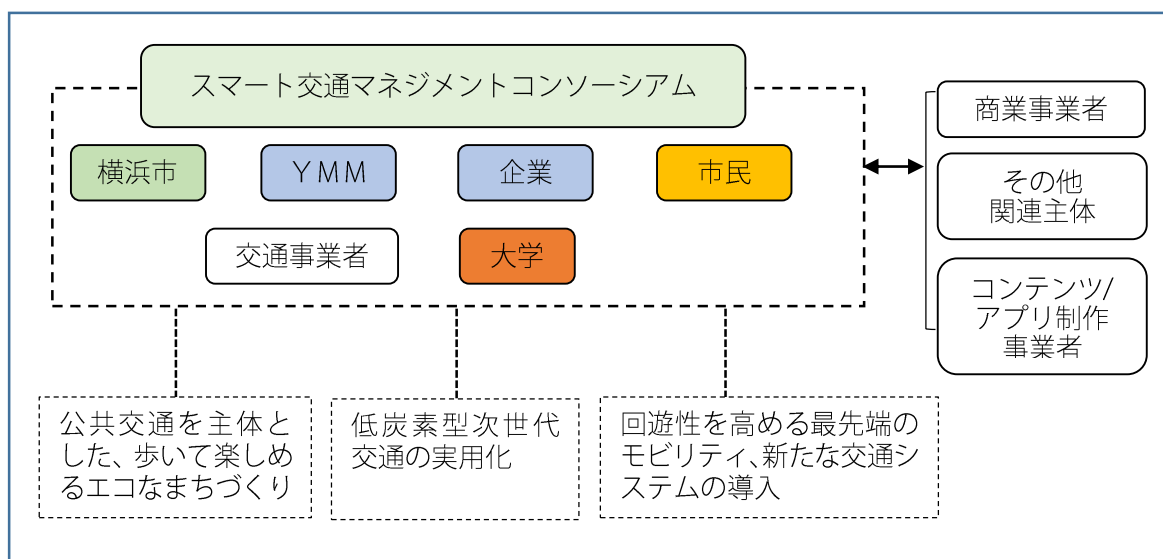 スマート交通マネジメントコンソーシアム
横浜市
ＹＭＭ
企業
市民
交通事業者
大学
商業事業者
その他
関連主体
コンテンツ/
アプリ制作
事業者
公共交通を主体と
した、歩いて楽しめ
るエコなまちづくり
低炭素型次世代
交通の実用化
回遊性を高める最先端の
モビリティ、新たな交通シ
ステムの導入